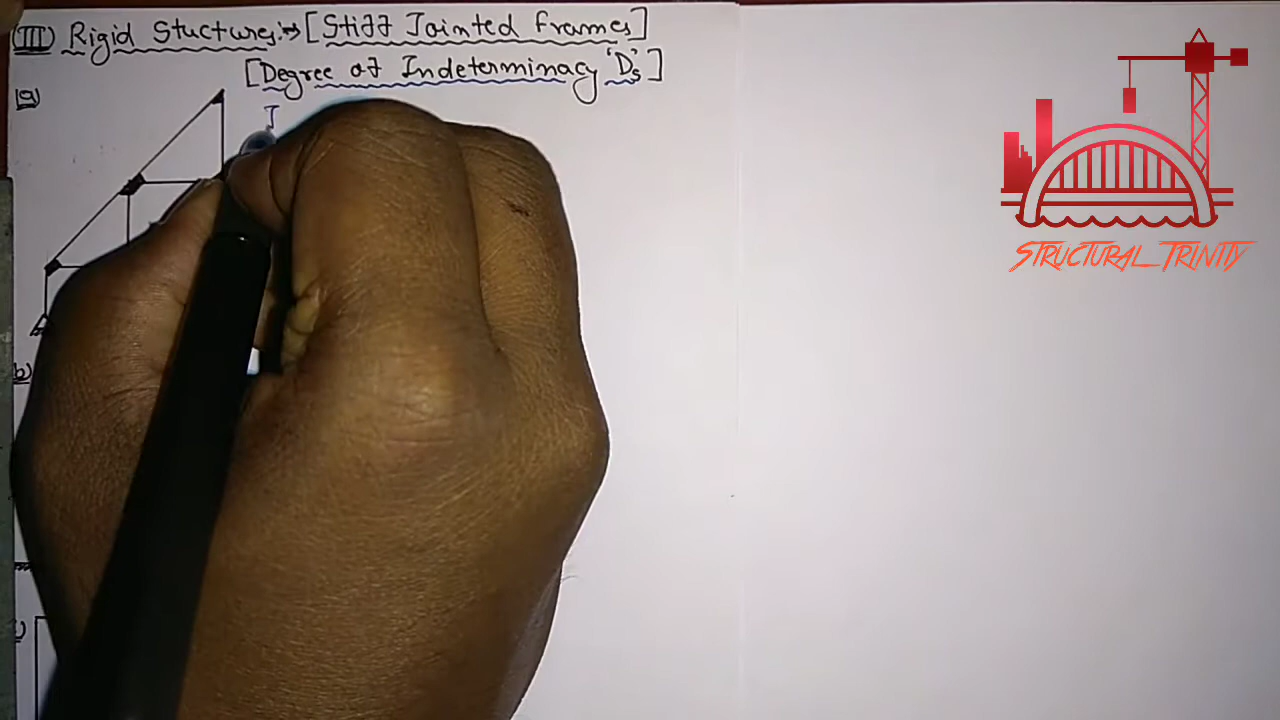 (III) Rigid Stuctures:→ [Stiff Jointed frames]
[Degree of Indeterminacy 'Ds']
(a)
I
b)
c)
STRUCTURAL_TRINITY